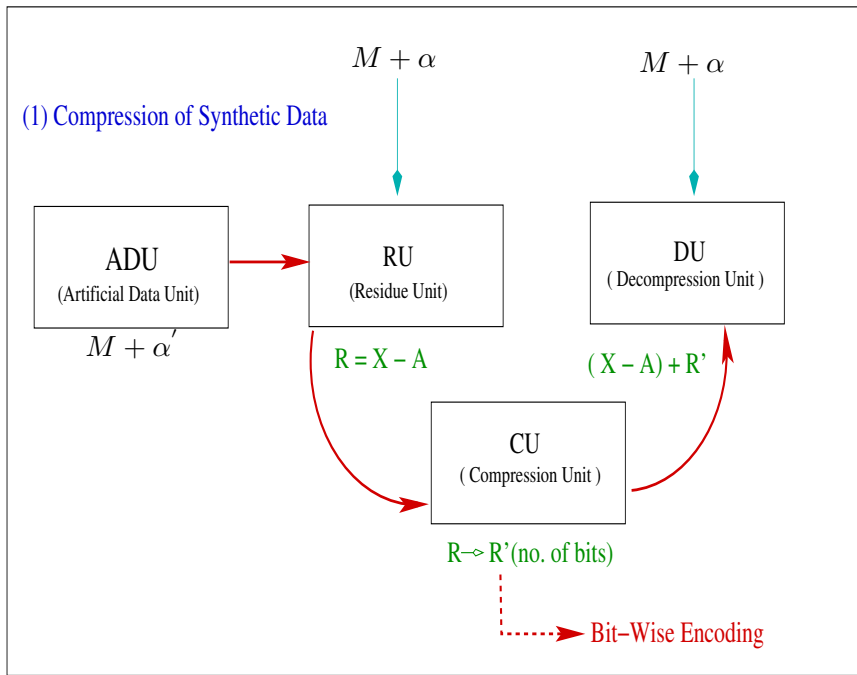 M + α
M + α
(1) Compression of Synthetic Data
ADU
(Artificial Data Unit)
M + α′
RU
(Residue Unit)
DU
( Decompression Unit )
R = X – A
( X – A) + R’
CU
( Compression Unit )
R→ R’(no. of bits)
Bit–Wise Encoding